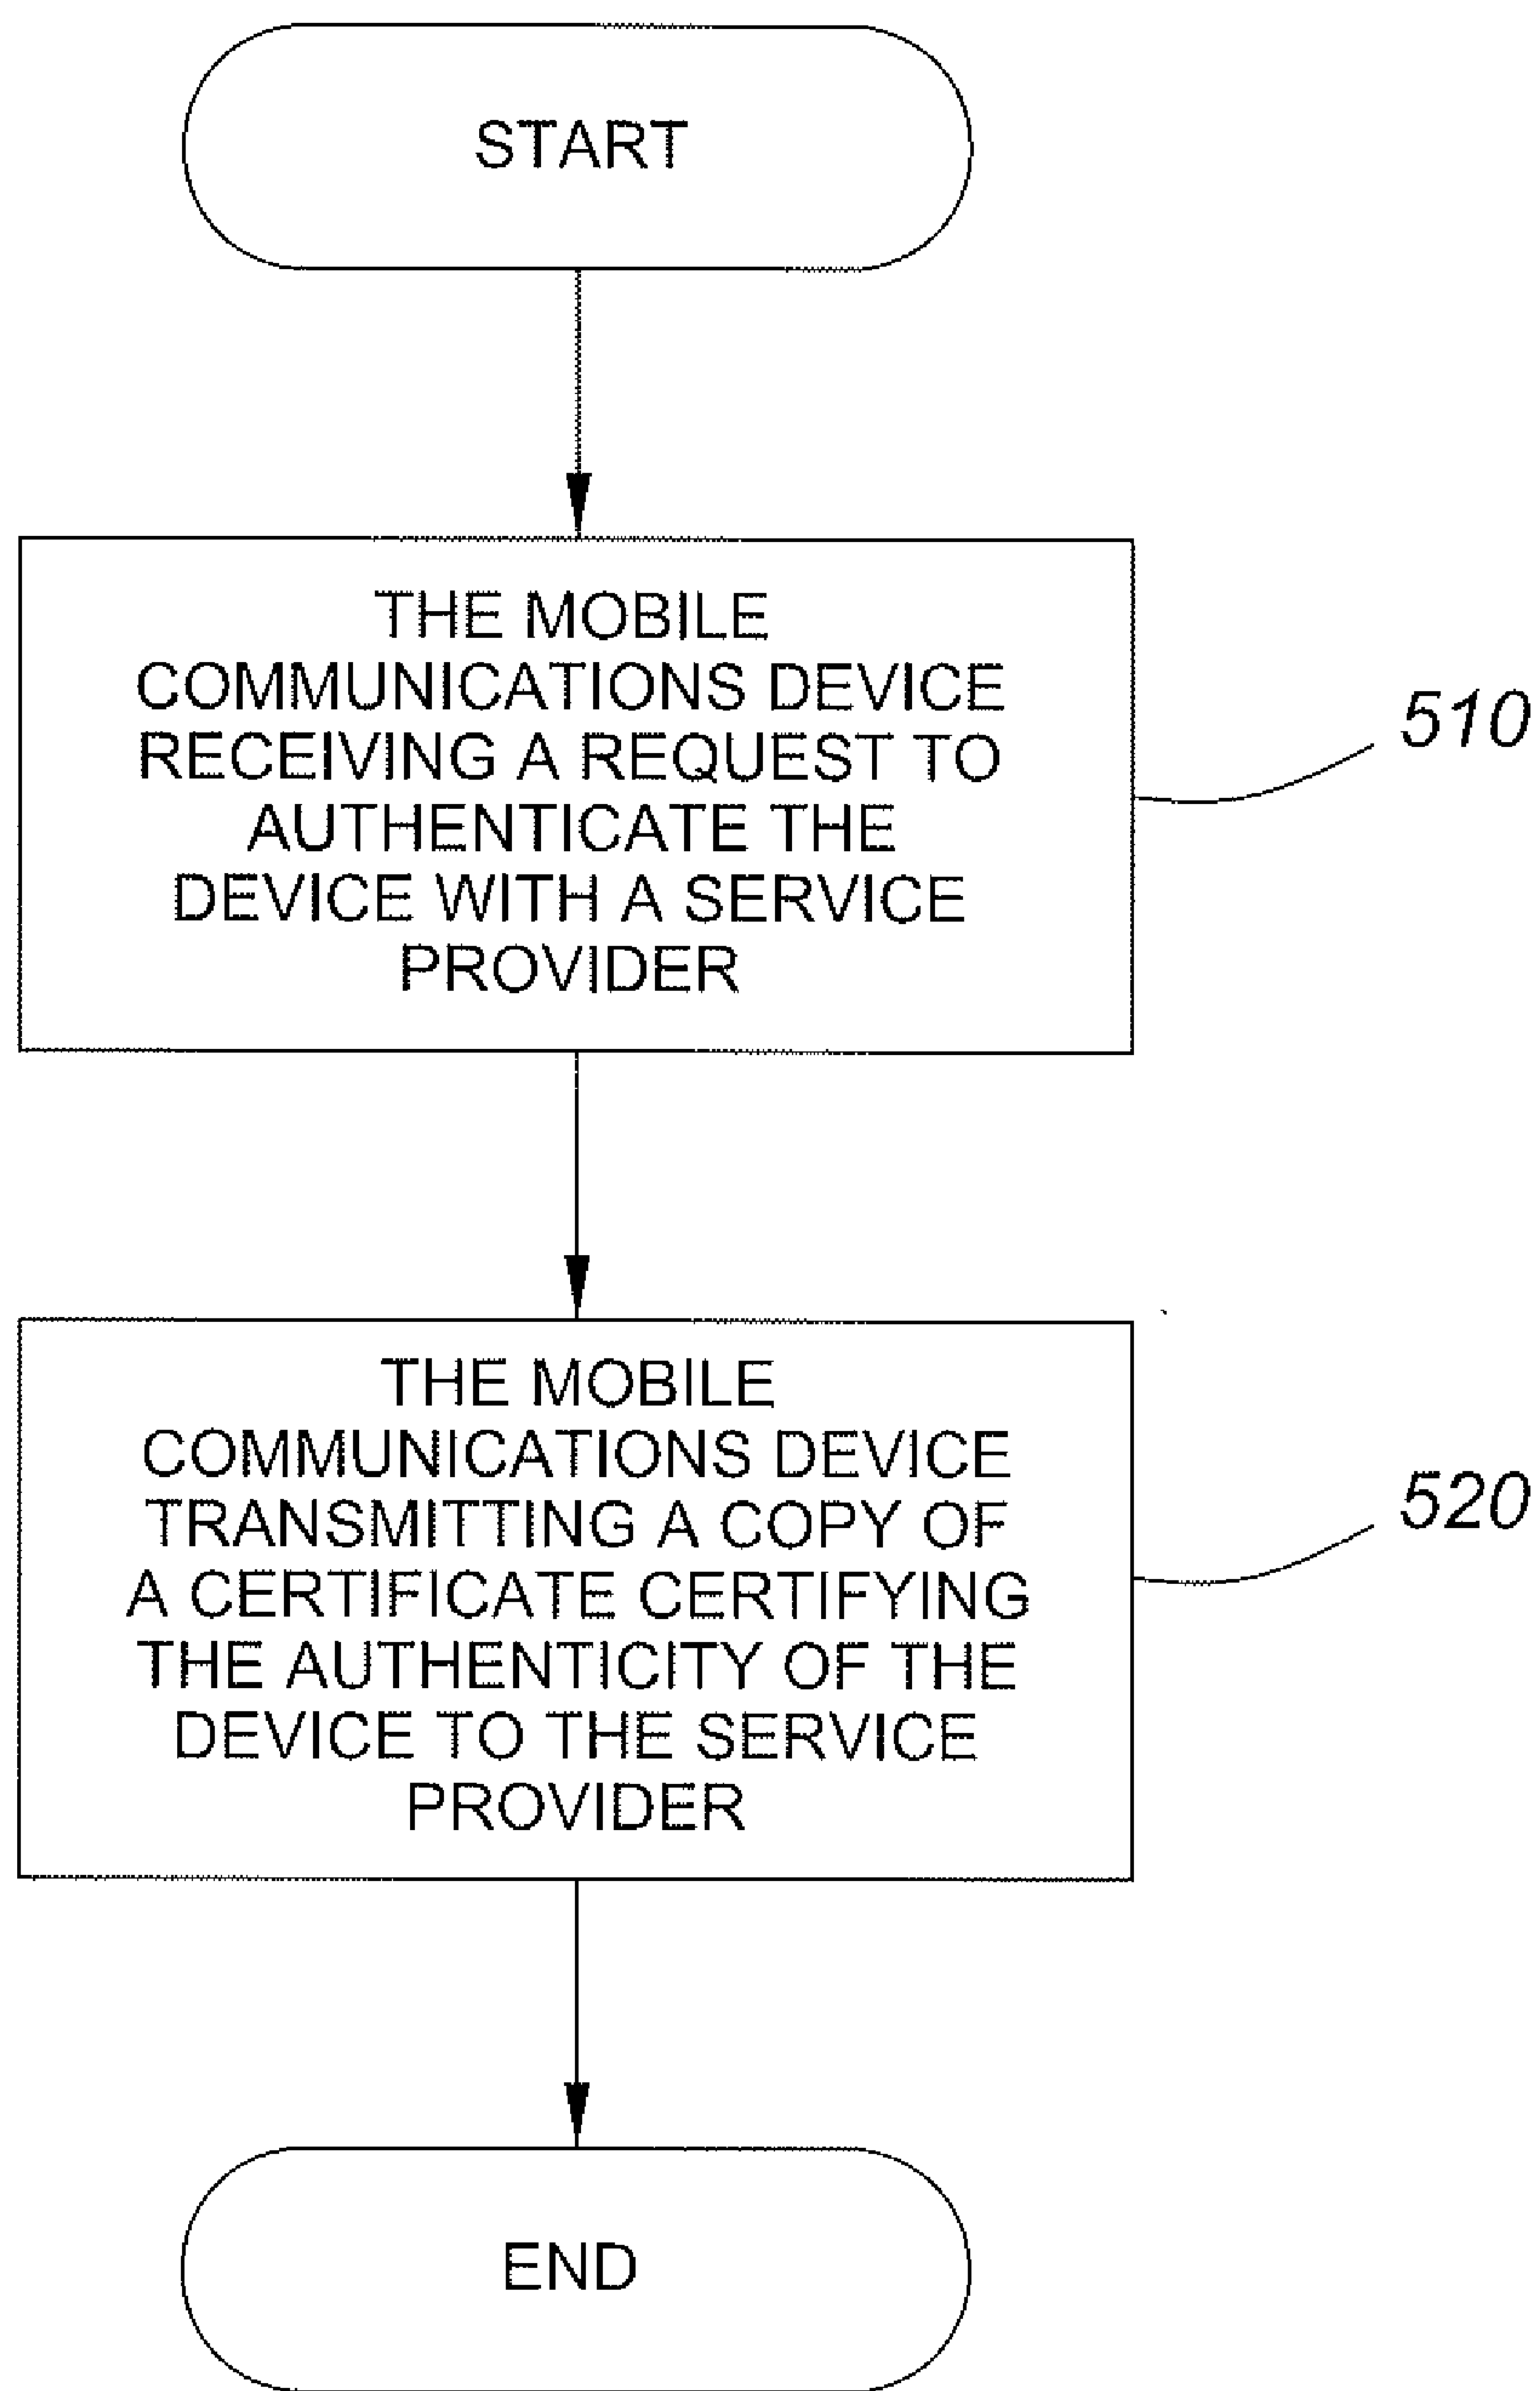 START
THE MOBILE
COMMUNICATIONS DEVICE
RECEIVING A REQUEST TO
AUTHENTICATE THE
DEVICE WITH A SERVICE
PROVIDER
510
THE MOBILE
COMMUNICATIONS DEVICE
TRANSMITTING A COPY OF
A CERTIFICATE CERTIFYING
THE AUTHENTICITY OF THE
DEVICE TO THE SERVICE
PROVIDER
520
END